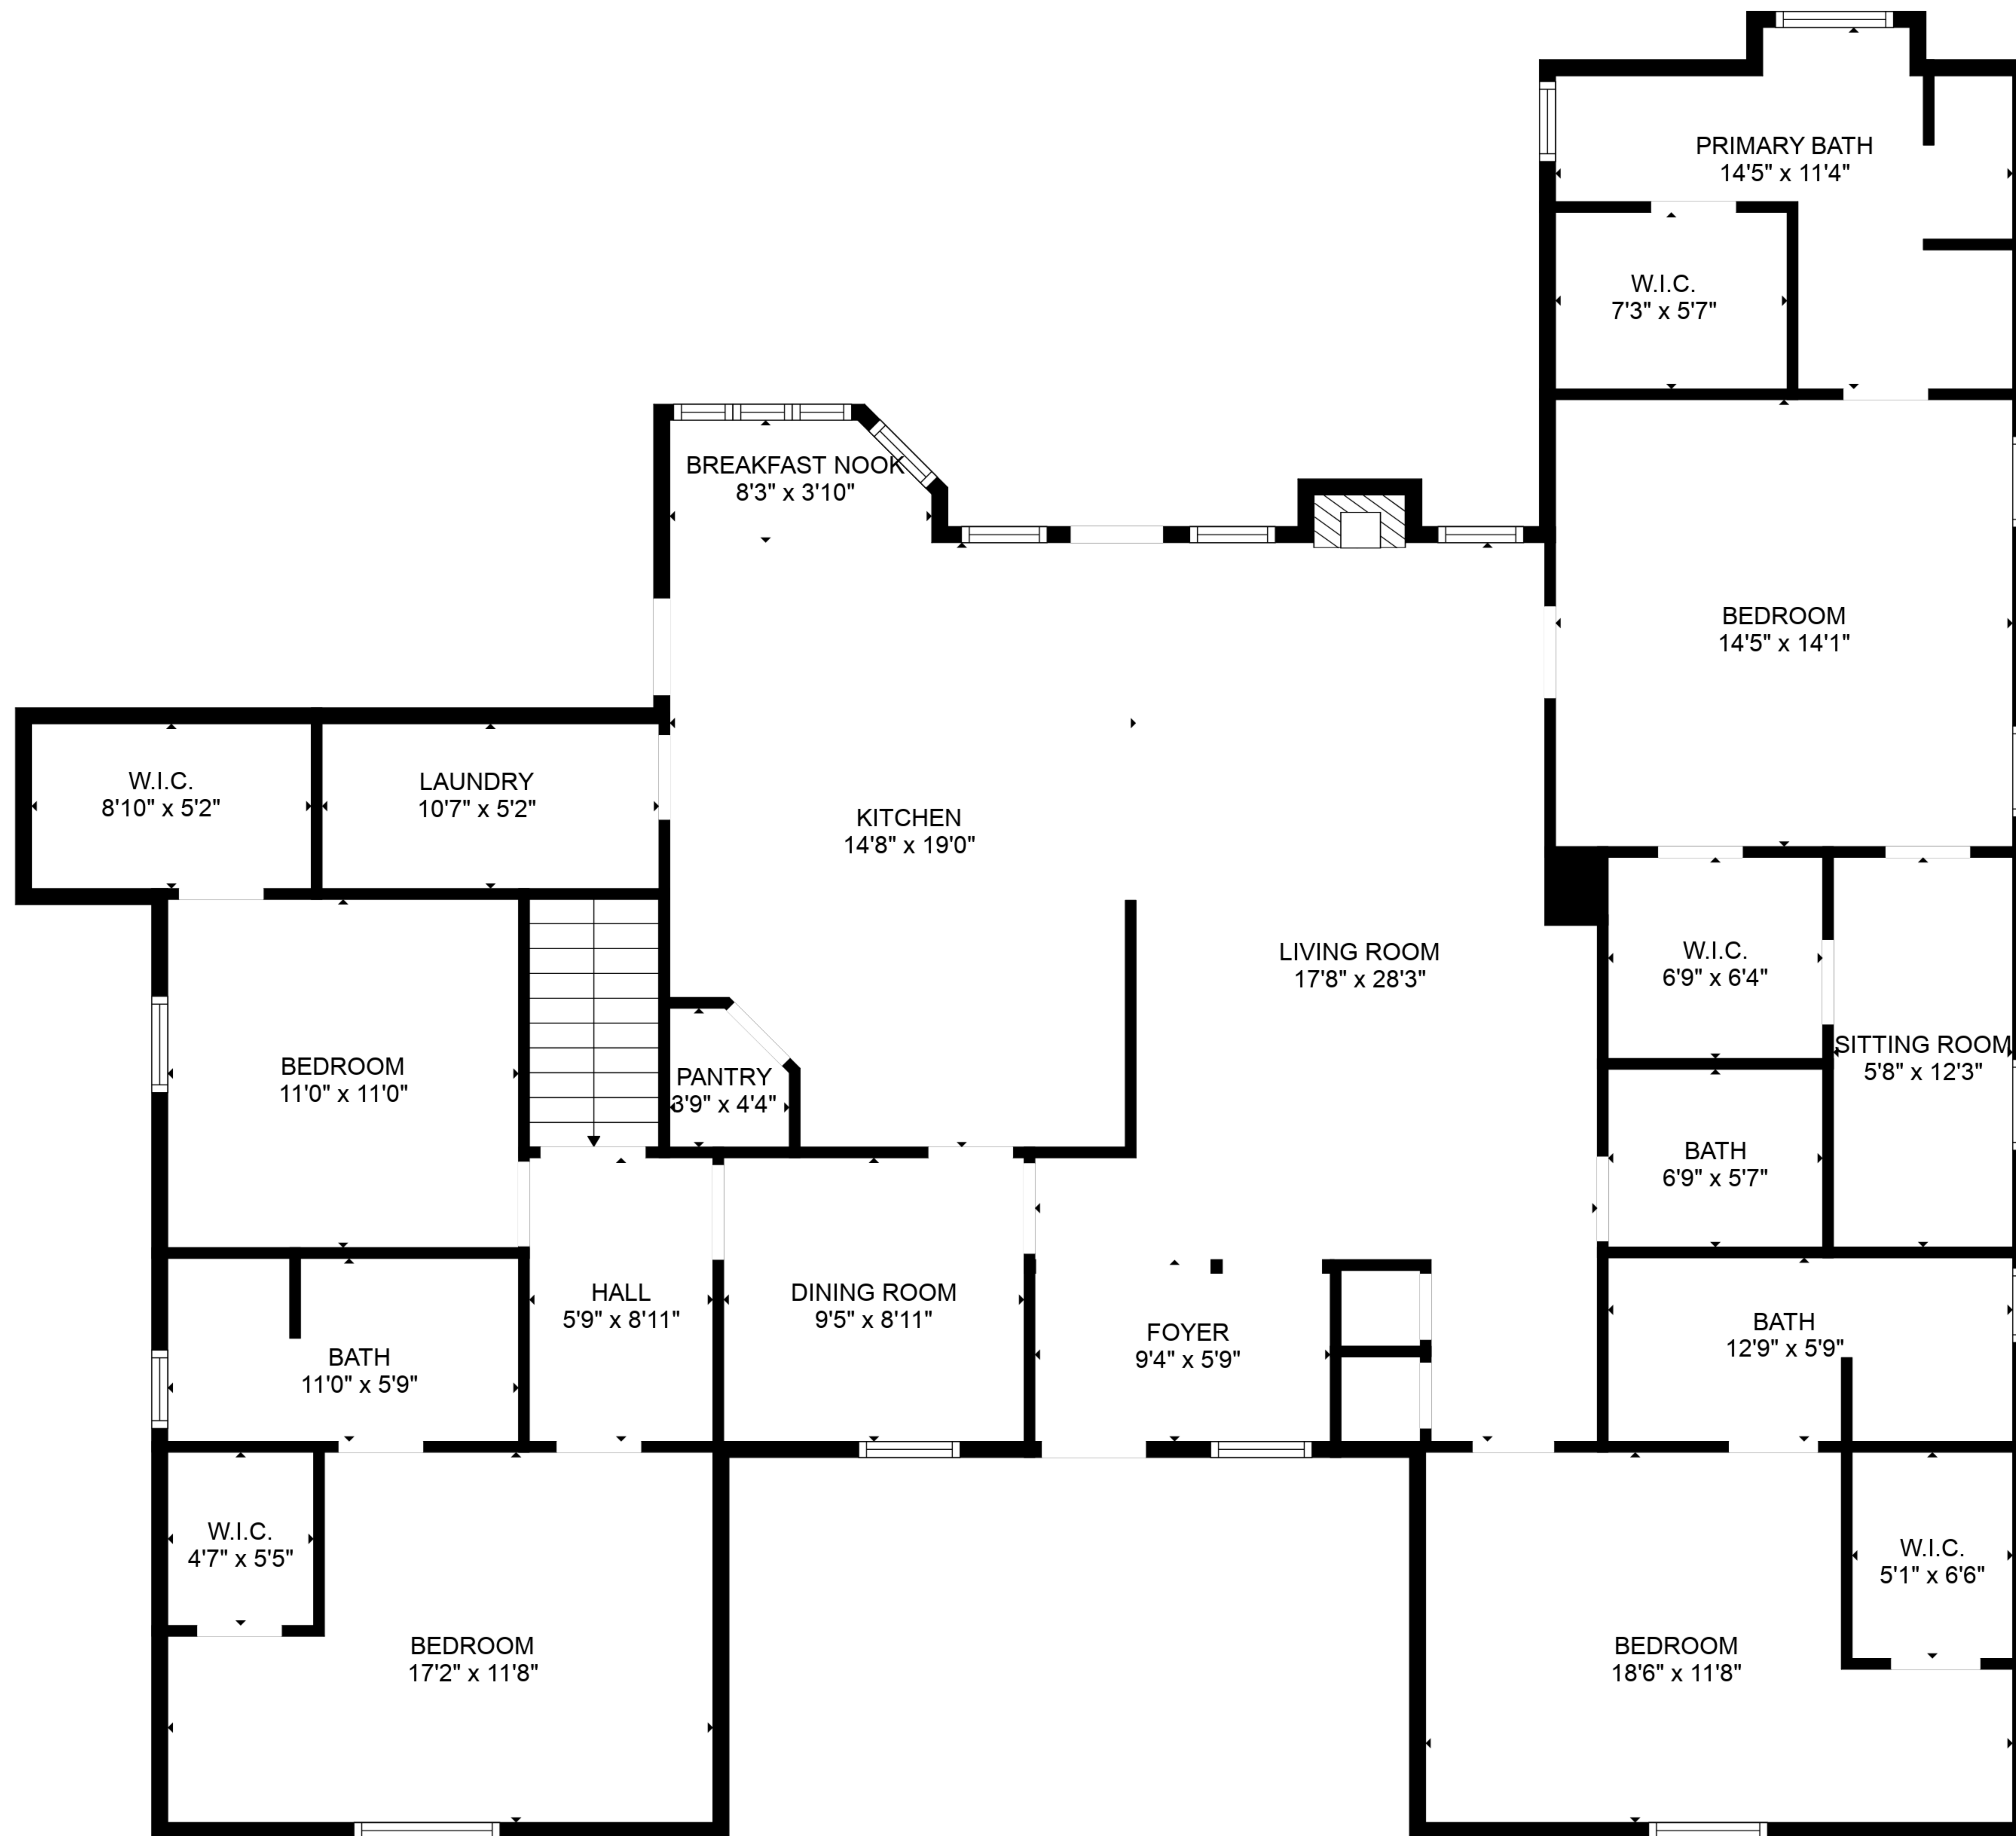 PRIMARY BATH
14'5" x 11'4"
W.I.C.
7'3" x 5'7"
BREAKFAST NOOK
8'3" x 3'10"
BEDROOM
14'5" x 14'1"
W.I.C.
8'10" x 5'2"
LAUNDRY
10'7" x 5'2"
KITCHEN
14'8" x 19'0"
LIVING ROOM
17'8" x 28'3"
W.I.C.
6'9" x 6'4"
SITTING ROOM
5'8" x 12'3"
BEDROOM
11'0" x 11'0"
PANTRY
3'9" x 4'4"
BATH
6'9" x 5'7"
HALL
5'9" x 8'11"
DINING ROOM
9'5" x 8'11"
FOYER
9'4" x 5'9"
BATH
12'9" x 5'9"
BATH
11'0" x 5'9"
W.I.C.
4'7" x 5'5"
W.I.C.
5'1" x 6'6"
BEDROOM
17'2" x 11'8"
BEDROOM
18'6" x 11'8"